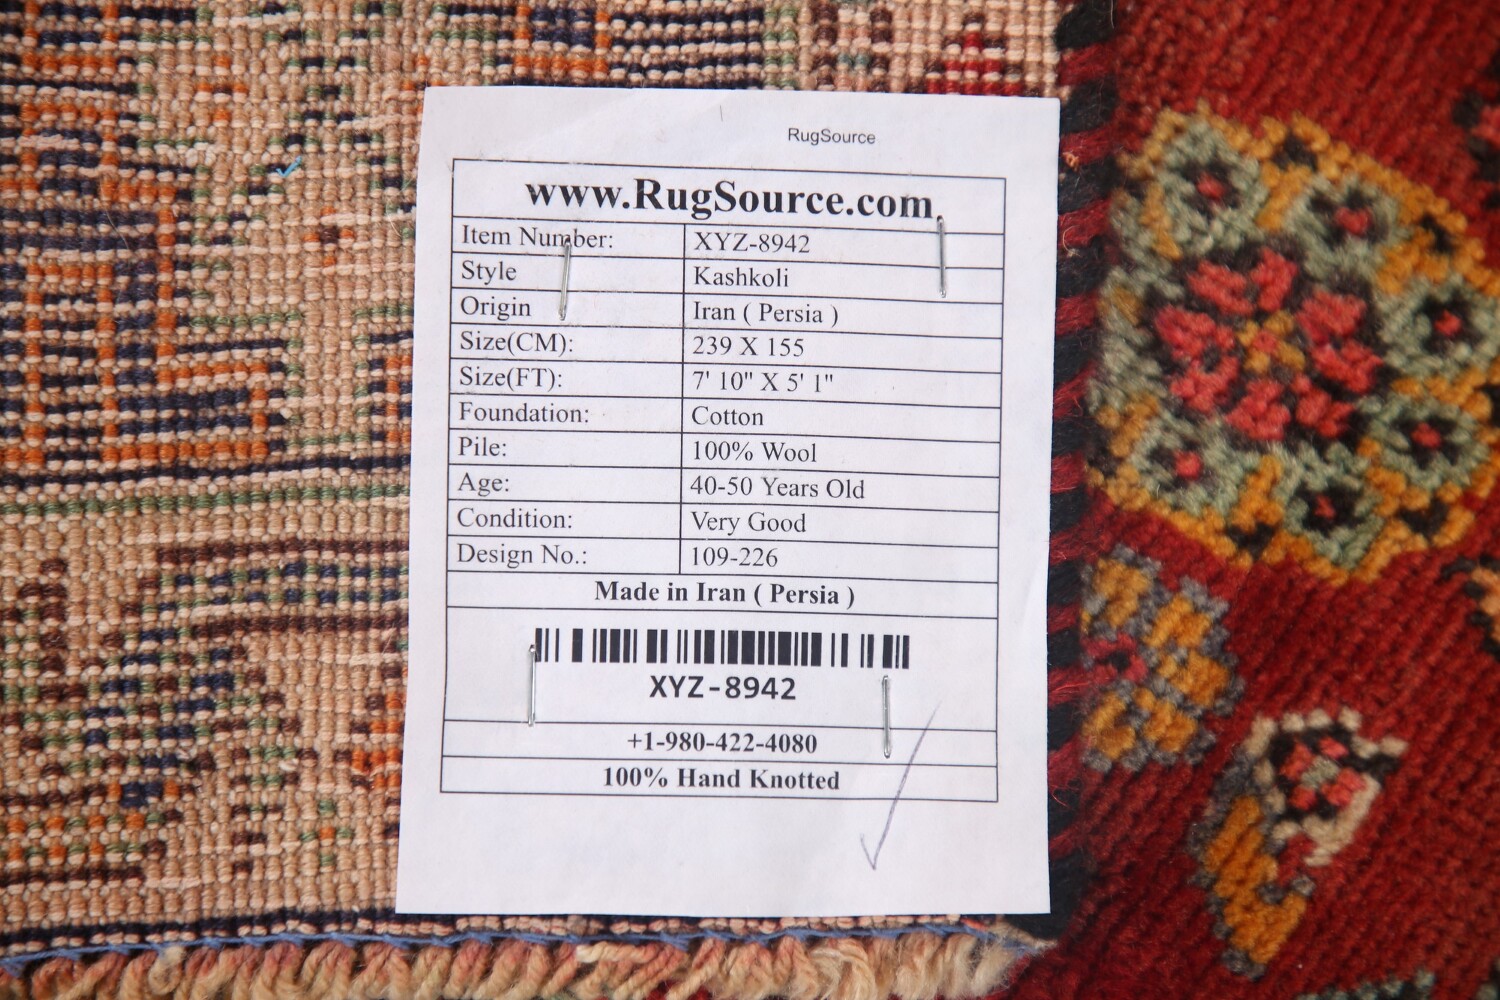 RugSource
www.RugSource.com
Item Number: XYZ-8942
Style Kashkoli
Origin Iran ( Persia )
Size(CM): 239 X 155
Size(FT): 7' 10" X 5' 1"
Foundation: Cotton
Pile: 100% Wool
Age: 40-50 Years Old
Condition: Very Good
Design No.: 109-226
Made in Iran ( Persia )
XYZ-8942
+1-980-422-4080
100% Hand Knotted